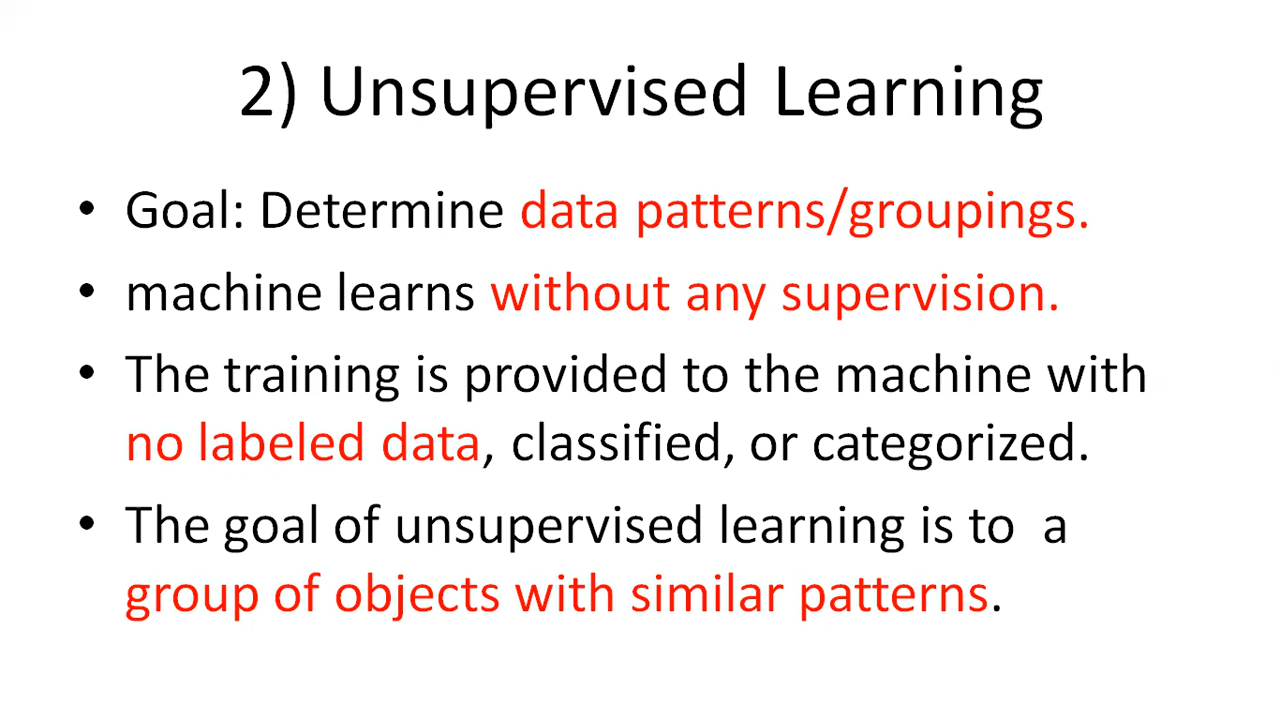 2) Unsupervised Learning
• Goal: Determine data patterns/groupings.
• machine learns without any supervision.
• The training is provided to the machine with
no labeled data, classified, or categorized.
• The goal of unsupervised learning is to  a
group of objects with similar patterns.